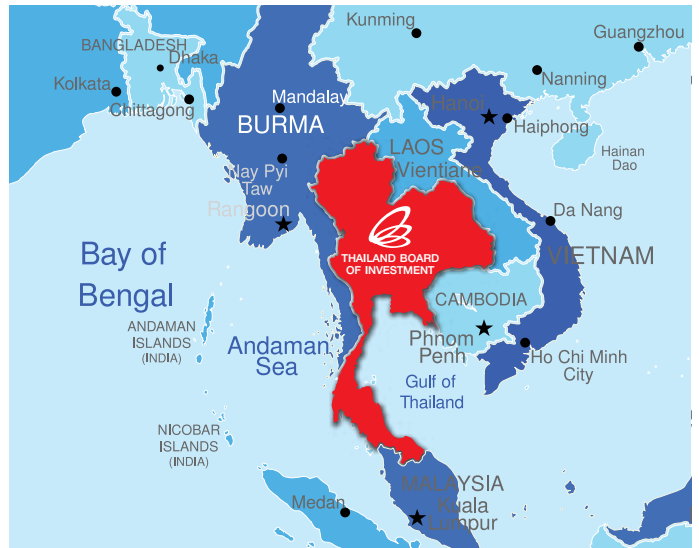 Kunming
Guangzhou
BANGLADESH
Dhaka
Kolkata
Chittagong
Mandalay
Nanning
Hanoi
Haiphong
BURMA
LAOS
Vientiane
Hainan
Dao
Nay Pyi
Taw
Rangoon
Da Nang
THAILAND BOARD
OF INVESTMENT
VIETNAM
Bay of
Bengal
CAMBODIA
ANDAMAN
ISLANDS
(INDIA)
Andaman
Sea
Phnom
Penh
Ho Chi Minh
City
Gulf of
Thailand
NICOBAR
ISLANDS
(INDIA)
MALAYSIA
Kuala
Lumpur
Medan